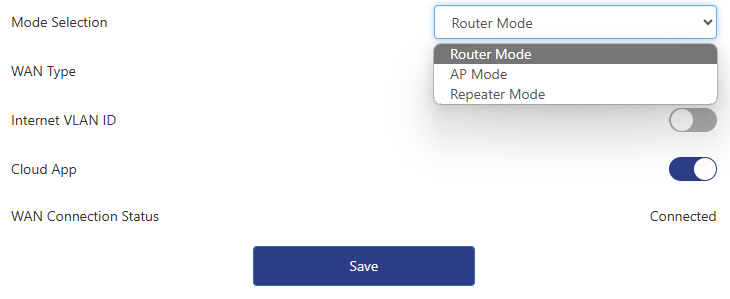 Mode Selection
Router Mode
Router Mode
AP Mode
Repeater Mode
WAN Type
Internet VLAN ID
Cloud App
WAN Connection Status
Connected
Save